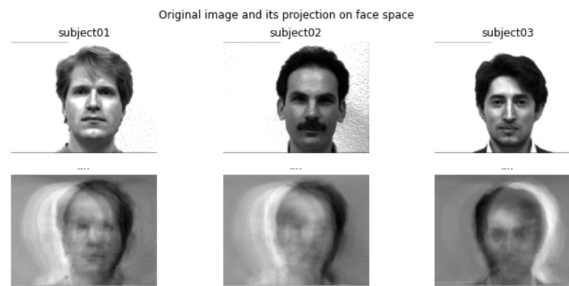 Original image and its projection on face space
subject01
subject02
subject03
....
....
....